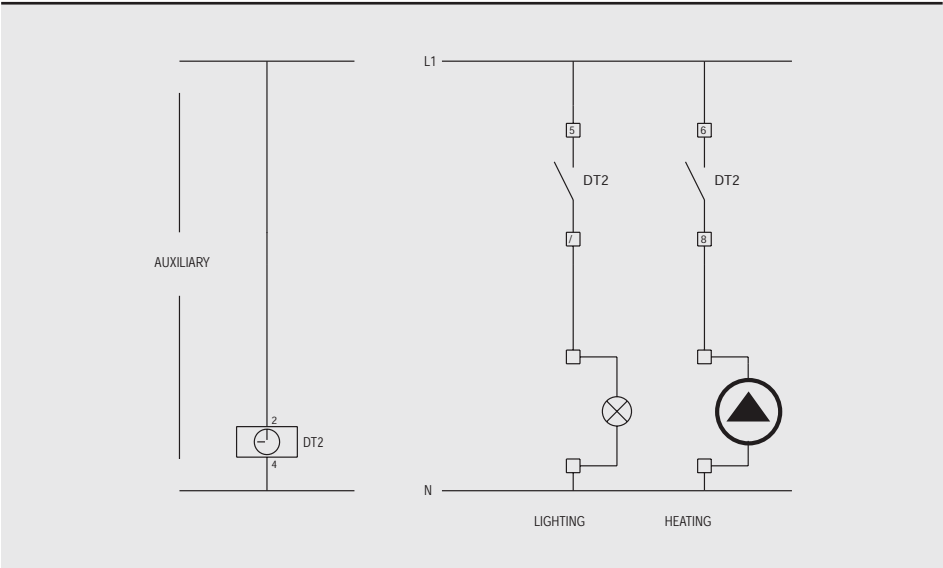 L1
5
6
DT2
DT2
/
8
AUXILIARY
2
DT2
4
N
LIGHTING
HEATING